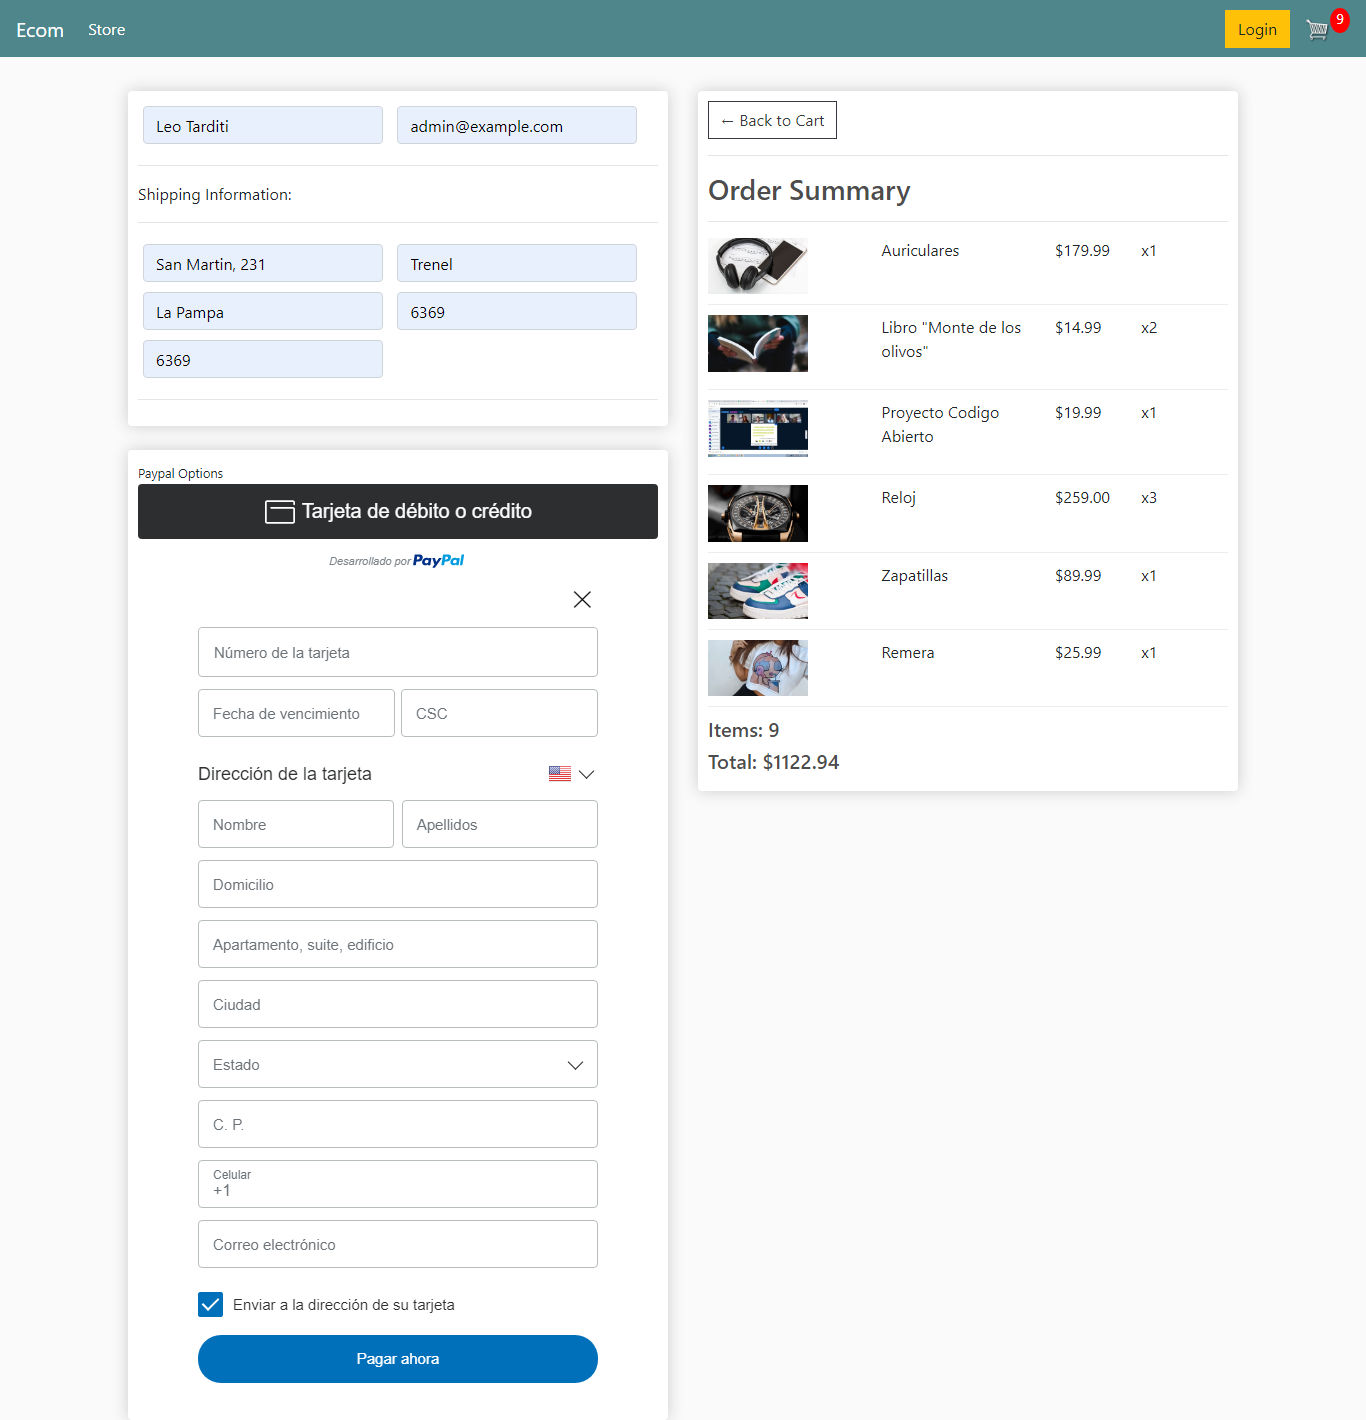 Ecom
Store
Login
9
Leo Tarditi
admin@example.com
Shipping Information:
San Martin, 231
Trenel
La Pampa
6369
6369
Paypal Options
Tarjeta de débito o crédito
Desarrollado por PayPal
Número de la tarjeta
Fecha de vencimiento
CSC
Dirección de la tarjeta
Nombre
Apellidos
Domicilio
Apartamento, suite, edificio
Ciudad
Estado
C. P.
Celular
+1
Correo electrónico
Enviar a la dirección de su tarjeta
Pagar ahora
← Back to Cart
Order Summary
Auriculares $179.99 x1
Libro "Monte de los $14.99 x2
olivos"
Proyecto Codigo $19.99 x1
Abierto
Reloj $259.00 x3
Zapatillas $89.99 x1
Remera $25.99 x1
Items: 9
Total: $1122.94